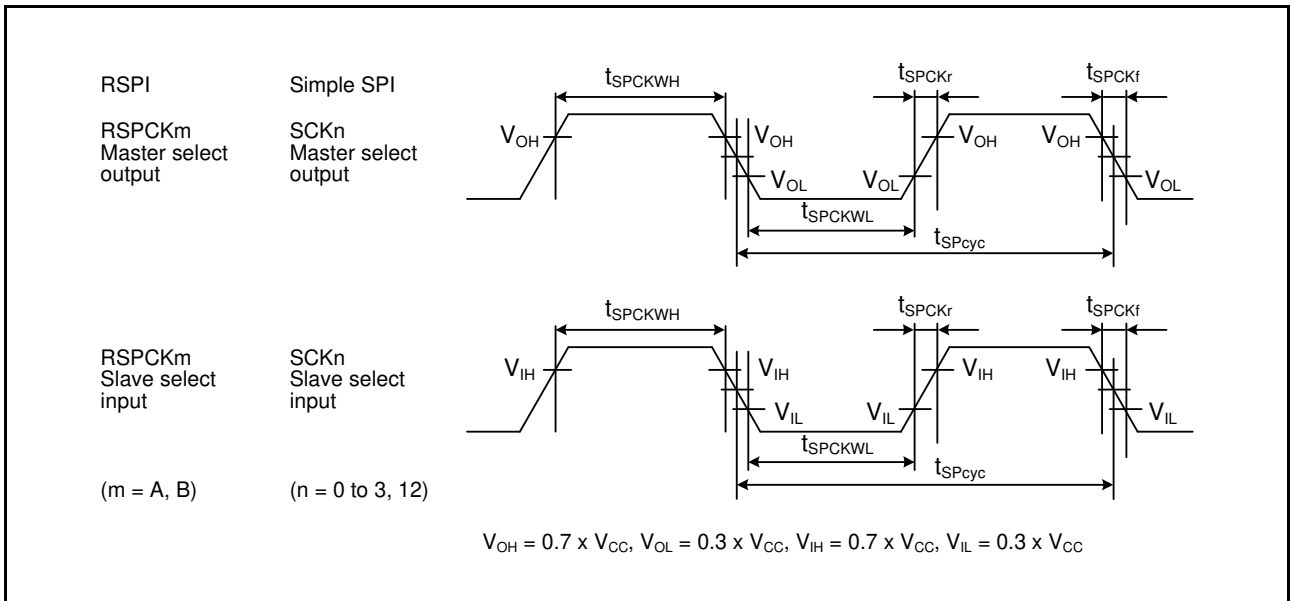 RSPI Simple SPI tSPCKWH tSPCKr tSPCKf
RSPCKm SCKn VOH VOH VOH VOH
Master select Master select
output output VOL VOL VOL
tSPCKWL
tSPcyc
tSPCKWH tSPCKr tSPCKf
RSPCKm SCKn VIH VIH VIH VIH
Slave select Slave select
input input VIL VIL VIL
tSPCKWL
tSPcyc
(m = A, B) (n = 0 to 3, 12)
VOH = 0.7 x VCC, VOL = 0.3 x VCC, VIH = 0.7 x VCC, VIL = 0.3 x VCC